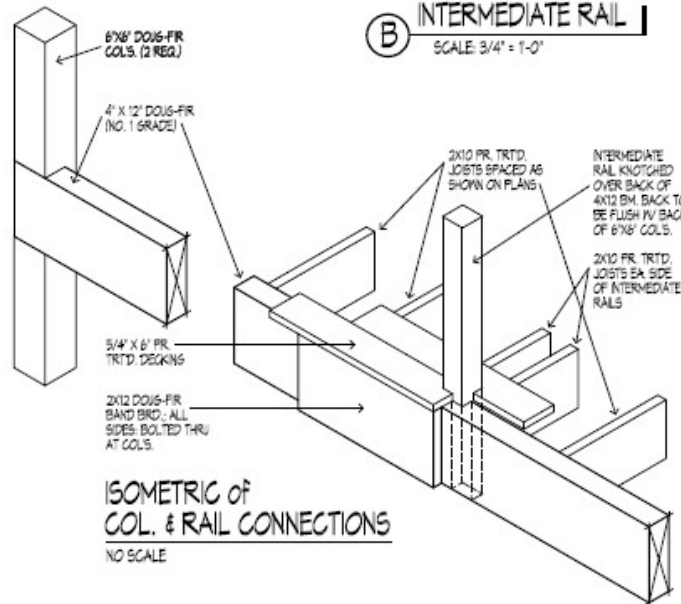 INTERMEDIATE RAIL
B
SCALE: 3/4" = 1'-0"
6"X6" DOUG-FIR
COL'S. (2 REQ.)
4" X 12" DOUG-FIR
(NO. 1 GRADE)
2X10 PR. TRT'D.
JOISTS SPACED AS
SHOWN ON PLANS
INTERMEDIATE
RAIL KNOTCHED
OVER BACK OF
4X12 BM. BACK TO
BE FLUSH W/ BACK
OF 6"X6" COL'S.
2X10 PR. TRT'D.
JOISTS EA. SIDE
OF INTERMEDIATE
RAILS
5/4" X 6" PR.
TRT'D. DECKING
2X12 DOUG-FIR
BAND BRD.; ALL
SIDES; BOLTED THRU
AT COL'S.
ISOMETRIC of
COL. & RAIL CONNECTIONS
NO SCALE